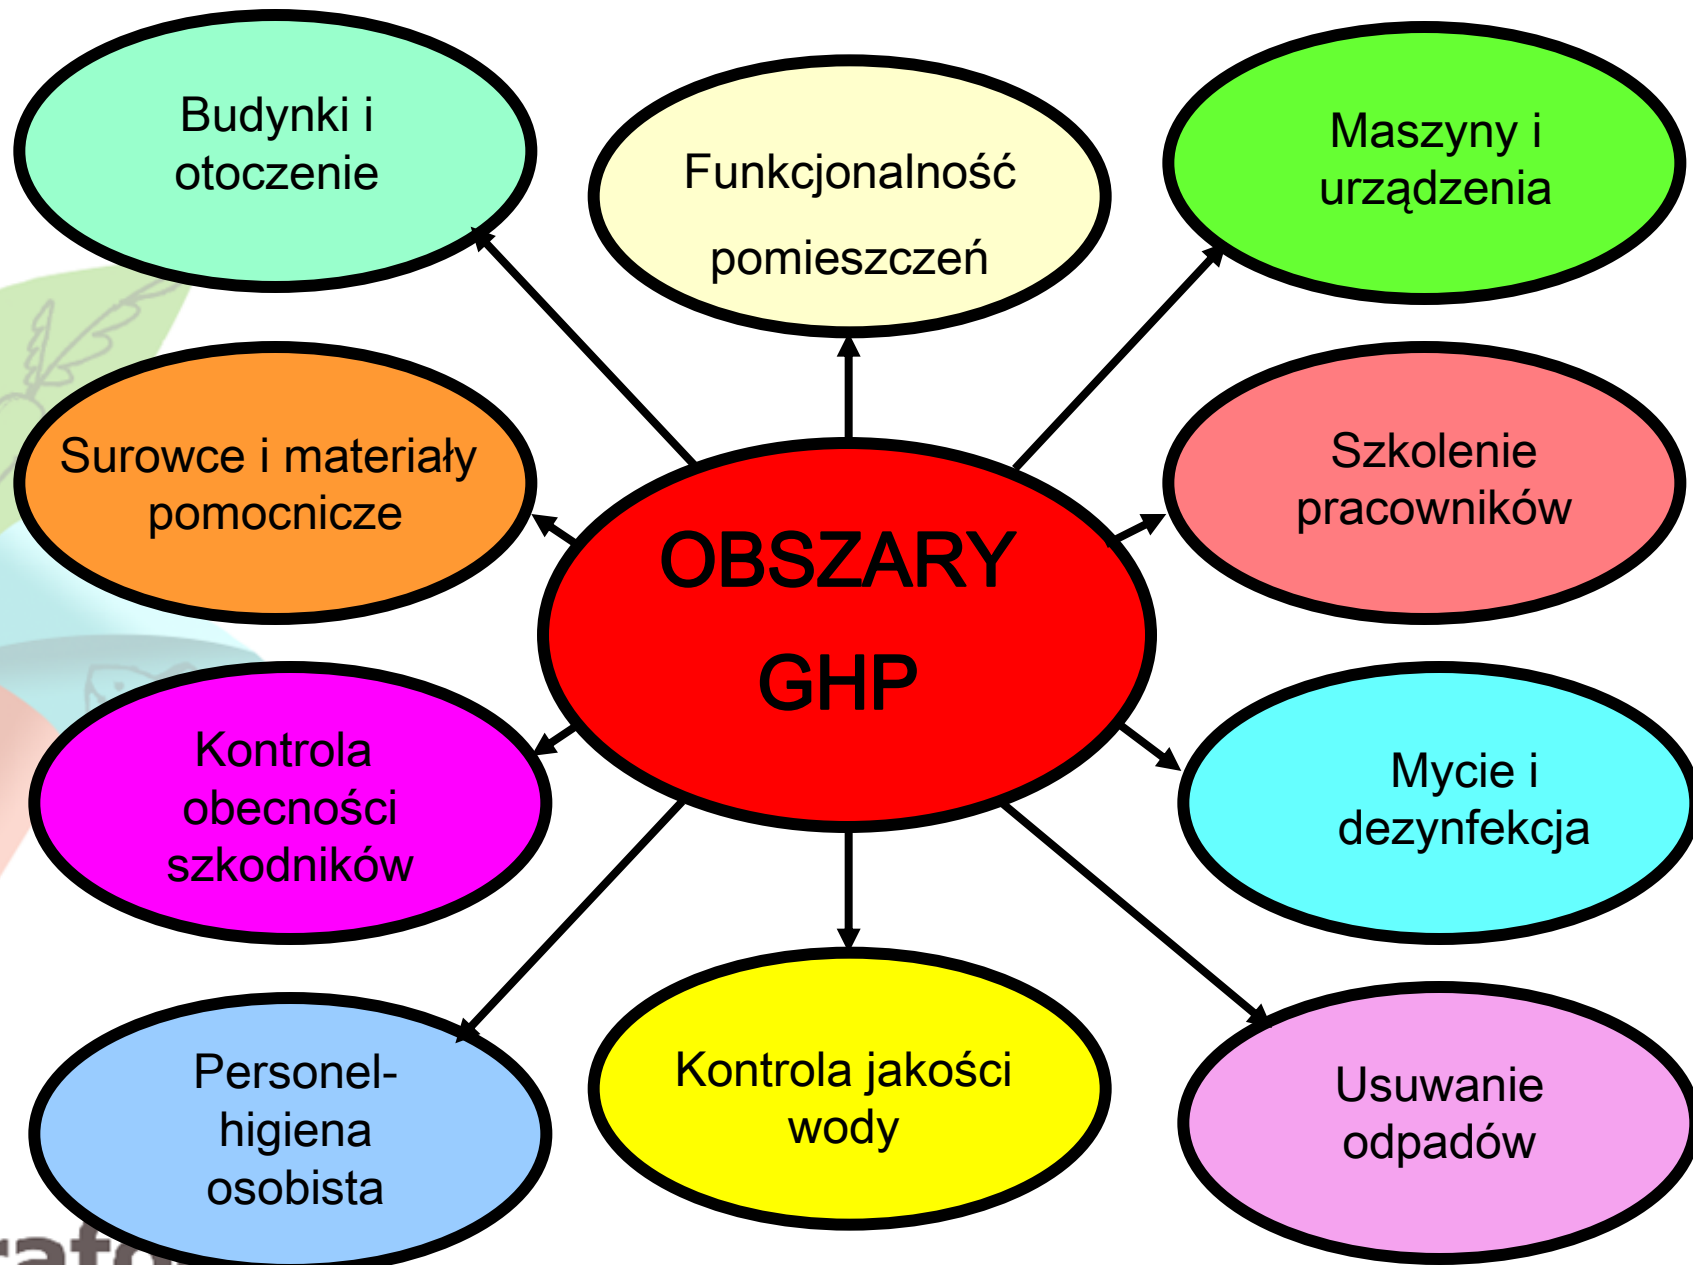 Budynki i
otoczenie
Funkcjonalność
pomieszczeń
Maszyny i
urządzenia
Surowce i materiały
pomocnicze
OBSZARY
GHP
Szkolenie
pracowników
Kontrola
obecności
szkodników
Mycie i
dezynfekcja
Personel-
higiena
osobista
Kontrola jakości
wody
Usuwanie
odpadów